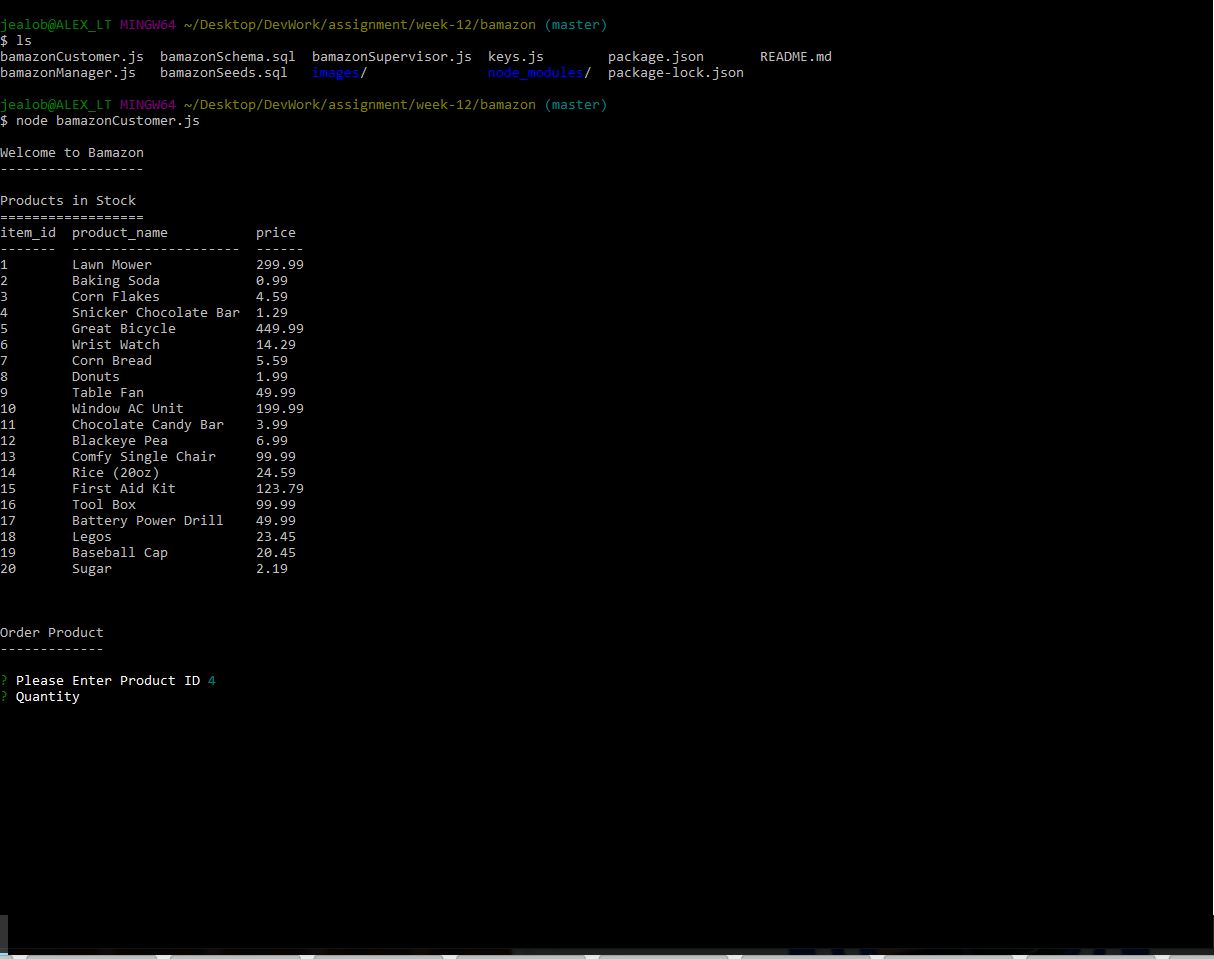 jealob@ALEX_LT MINGW64 ~/Desktop/DevWork/assignment/week-12/bamazon (master)
$ ls
bamazonCustomer.js  bamazonSchema.sql  bamazonSupervisor.js  keys.js        package.json       README.md
bamazonManager.js   bamazonSeeds.sql   images/               node_modules/  package-lock.json
jealob@ALEX_LT MINGW64 ~/Desktop/DevWork/assignment/week-12/bamazon (master)
$ node bamazonCustomer.js
Welcome to Bamazon
------------------
Products in Stock
==================
item_id  product_name           price
-------  ---------------------  ------
1        Lawn Mower             299.99
2        Baking Soda            0.99
3        Corn Flakes            4.59
4        Snicker Chocolate Bar  1.29
5        Great Bicycle          449.99
6        Wrist Watch            14.29
7        Corn Bread             5.59
8        Donuts                 1.99
9        Table Fan              49.99
10       Window AC Unit         199.99
11       Chocolate Candy Bar    3.99
12       Blackeye Pea           6.99
13       Comfy Single Chair     99.99
14       Rice (20oz)            24.59
15       First Aid Kit          123.79
16       Tool Box               99.99
17       Battery Power Drill    49.99
18       Legos                  23.45
19       Baseball Cap           20.45
20       Sugar                  2.19
Order Product
-------------
? Please Enter Product ID 4
? Quantity